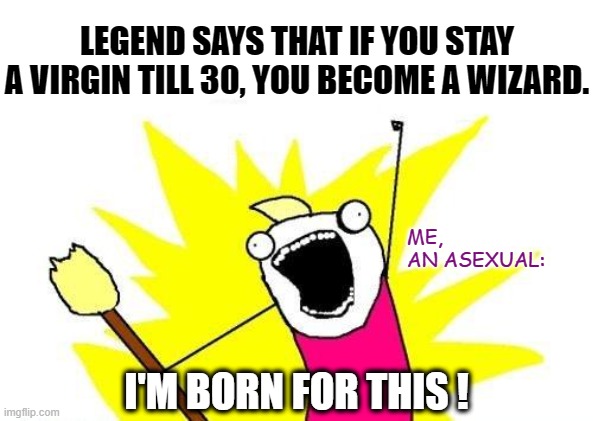 LEGEND SAYS THAT IF YOU STAY
A VIRGIN TILL 30, YOU BECOME A WIZARD.
ME,
AN ASEXUAL:
I'M BORN FOR THIS !
imgflip.com